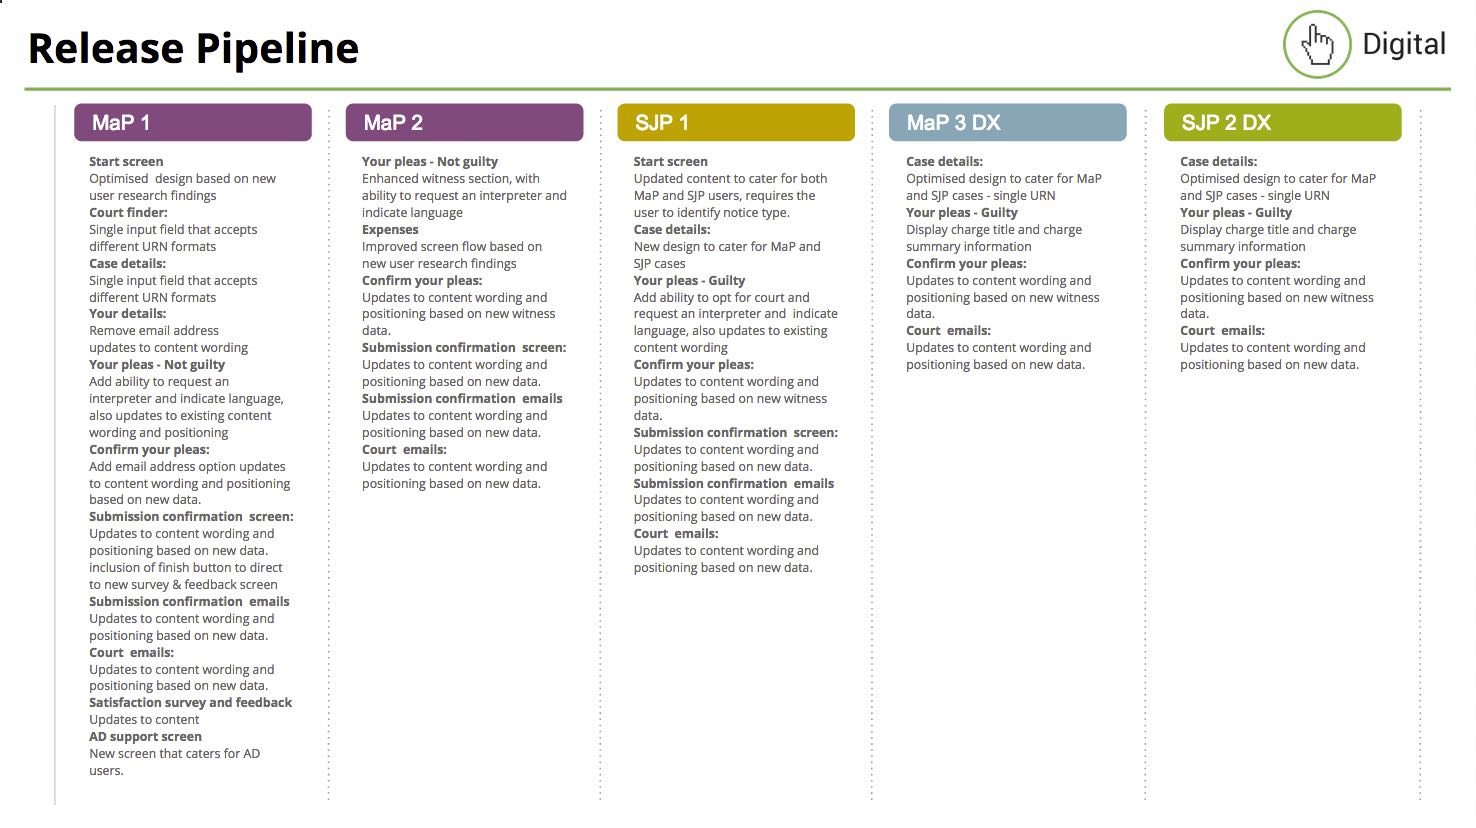 Release Pipeline
Digital
MaP 1
Start screen
Optimised design based on new
user research findings
Court finder:
Single input field that accepts
different URN formats
Case details:
Single input field that accepts
different URN formats
Your details:
Remove email address
updates to content wording
Your pleas - Not guilty
Add ability to request an
interpreter and indicate language,
also updates to existing content
wording and positioning
Confirm your pleas:
Add email address option updates
to content wording and positioning
based on new data.
Submission confirmation screen:
Updates to content wording and
positioning based on new data.
inclusion of finish button to direct
to new survey & feedback screen
Submission confirmation emails
Updates to content wording and
positioning based on new data.
Court emails:
Updates to content wording and
positioning based on new data.
Satisfaction survey and feedback
Updates to content
AD support screen
New screen that caters for AD
users.
MaP 2
Your pleas - Not guilty
Enhanced witness section, with
ability to request an interpreter and
indicate language
Expenses
Improved screen flow based on
new user research findings
Confirm your pleas:
Updates to content wording and
positioning based on new witness
data.
Submission confirmation screen:
Updates to content wording and
positioning based on new data.
Submission confirmation emails
Updates to content wording and
positioning based on new data.
Court emails:
Updates to content wording and
positioning based on new data.
SJP 1
Start screen
Updated content to cater for both
MaP and SJP users, requires the
user to identify notice type.
Case details:
New design to cater for MaP and
SJP cases
Your pleas - Guilty
Add ability to opt for court and
request an interpreter and indicate
language, also updates to existing
content wording
Confirm your pleas:
Updates to content wording and
positioning based on new witness
data.
Submission confirmation screen:
Updates to content wording and
positioning based on new data.
Submission confirmation emails
Updates to content wording and
positioning based on new data.
Court emails:
Updates to content wording and
positioning based on new data.
MaP 3 DX
Case details:
Optimised design to cater for MaP
and SJP cases - single URN
Your pleas - Guilty
Display charge title and charge
summary information
Confirm your pleas:
Updates to content wording and
positioning based on new witness
data.
Court emails:
Updates to content wording and
positioning based on new data.
SJP 2 DX
Case details:
Optimised design to cater for MaP
and SJP cases - single URN
Your pleas - Guilty
Display charge title and charge
summary information
Confirm your pleas:
Updates to content wording and
positioning based on new witness
data.
Court emails:
Updates to content wording and
positioning based on new data.